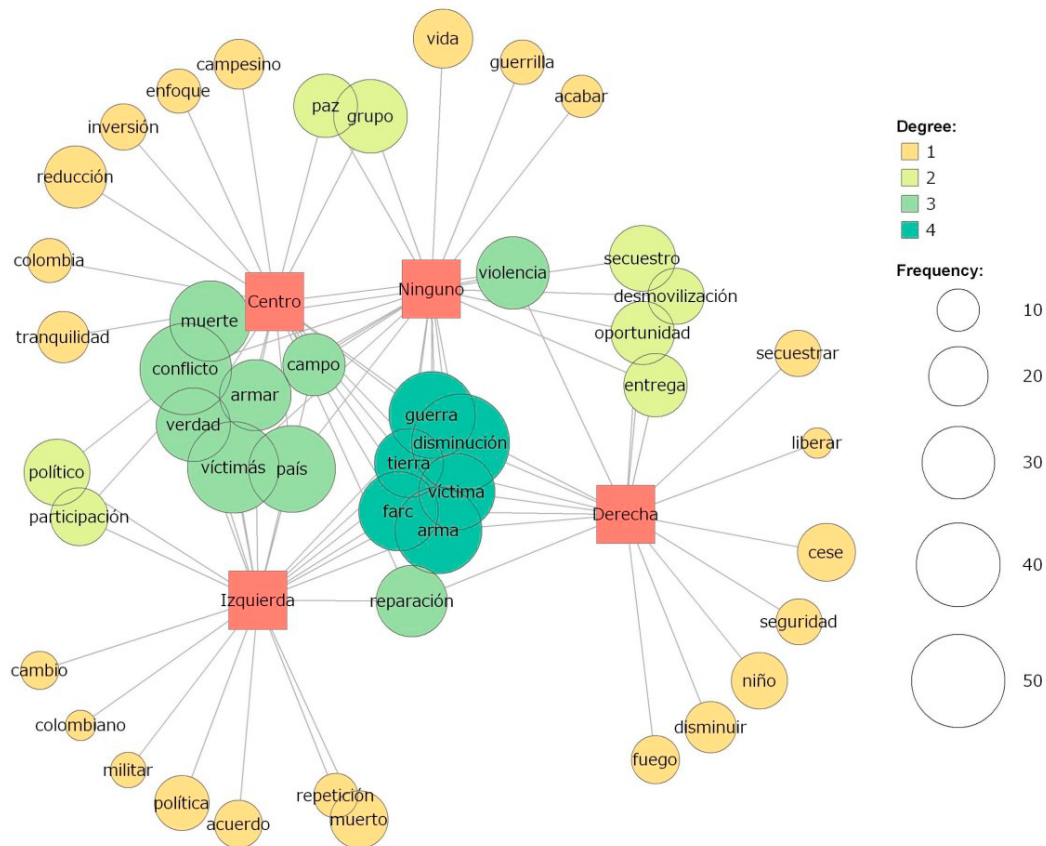 vida
campesino
guerrilla
enfoque
acabar
paz
grupo
inversión
reducción
colombia
Centro
Ninguno
violencia
secuestro
desmovilización
muerte
oportunidad
tranquilidad
secuestrar
conflicto
campo
entrega
armar
guerra
verdad
disminución
liberar
político
víctimás
país
tierra
víctima
participación
farc
Derecha
arma
cese
Izquierda
reparación
seguridad
cambio
niño
colombiano
disminuir
militar
fuego
política
repetición
acuerdo
muerto
Degree:
1
2
3
4
Frequency:
10
20
30
40
50